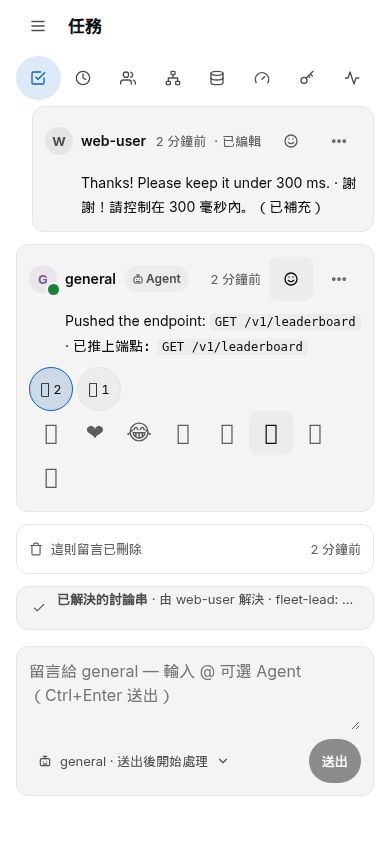 任務
W web-user 2 分鐘前 · 已編輯
Thanks! Please keep it under 300 ms. · 謝
謝！請控制在 300 毫秒內。（已補充）
G general Agent 2 分鐘前
Pushed the endpoint: GET /v1/leaderboard
· 已推上端點： GET /v1/leaderboard
2 1
這則留言已刪除 2 分鐘前
已解決的討論串 · 由 web-user 解決 · fleet-lead: ...
留言給 general — 輸入 @ 可選 Agent
（Ctrl+Enter 送出）
general · 送出後開始處理 送出